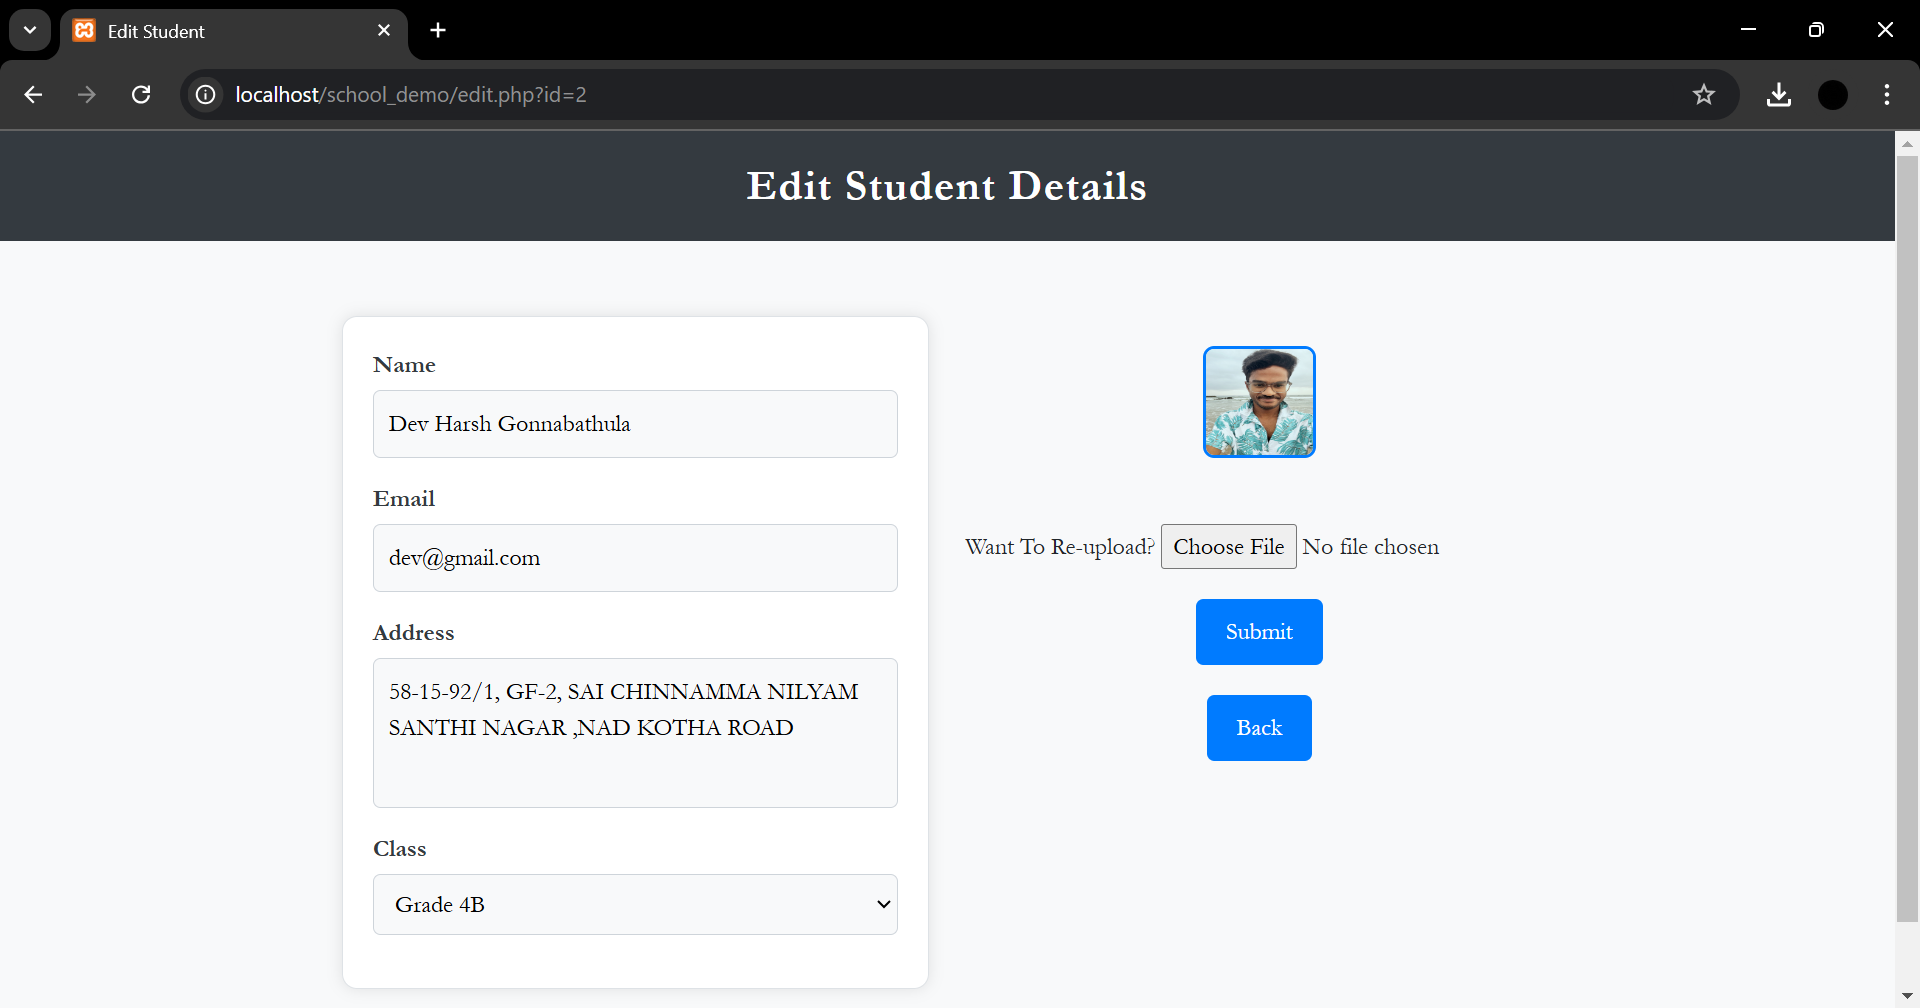 Edit Student
localhost/school_demo/edit.php?id=2
Edit Student Details
Name
Dev Harsh Gonnabathula
Email
dev@gmail.com
Address
58-15-92/1, GF-2, SAI CHINNAMMA NILYAM
SANTHI NAGAR ,NAD KOTHA ROAD
Class
Grade 4B
Want To Re-upload? Choose File No file chosen
Submit
Back